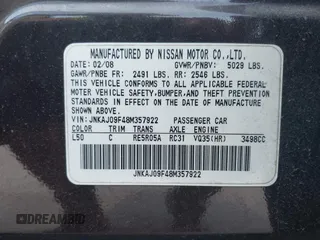 MANUFACTURED BY NISSAN MOTOR CO., LTD.
DATE: 02/08 GVWR/PNBV: 5029 LBS.
GAWR/PNBE FR: 2491 LBS. RR: 2546 LBS.
THIS VEHICLE CONFORMS TO ALL APPLICABLE
FEDERAL MOTOR VEHICLE SAFETY, BUMPER, AND
THEFT PREVENTION STANDARDS IN
EFFECT ON THE DATE OF MANUFACTURE
SHOWN ABOVE.
VIN: JNKAJ09F48M357922 PASSENGER CAR
COLOR TRIM TRANS AXLE ENGINE
L50 C RE5R05A RC31 VQ35(HR) 3498CC
JNKAJ09F48M357922
DREAMBID